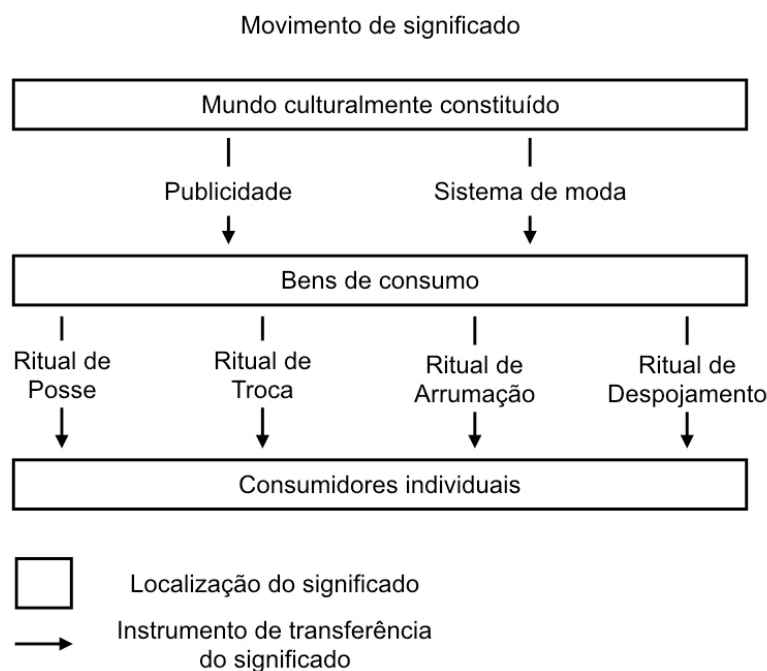 Movimento de significado
Mundo culturalmente constituído
Publicidade
Sistema de moda
Bens de consumo
Ritual de
Posse
Ritual de
Troca
Ritual de
Arrumação
Ritual de
Despojamento
Consumidores individuais
Localização do significado
Instrumento de transferência
do significado